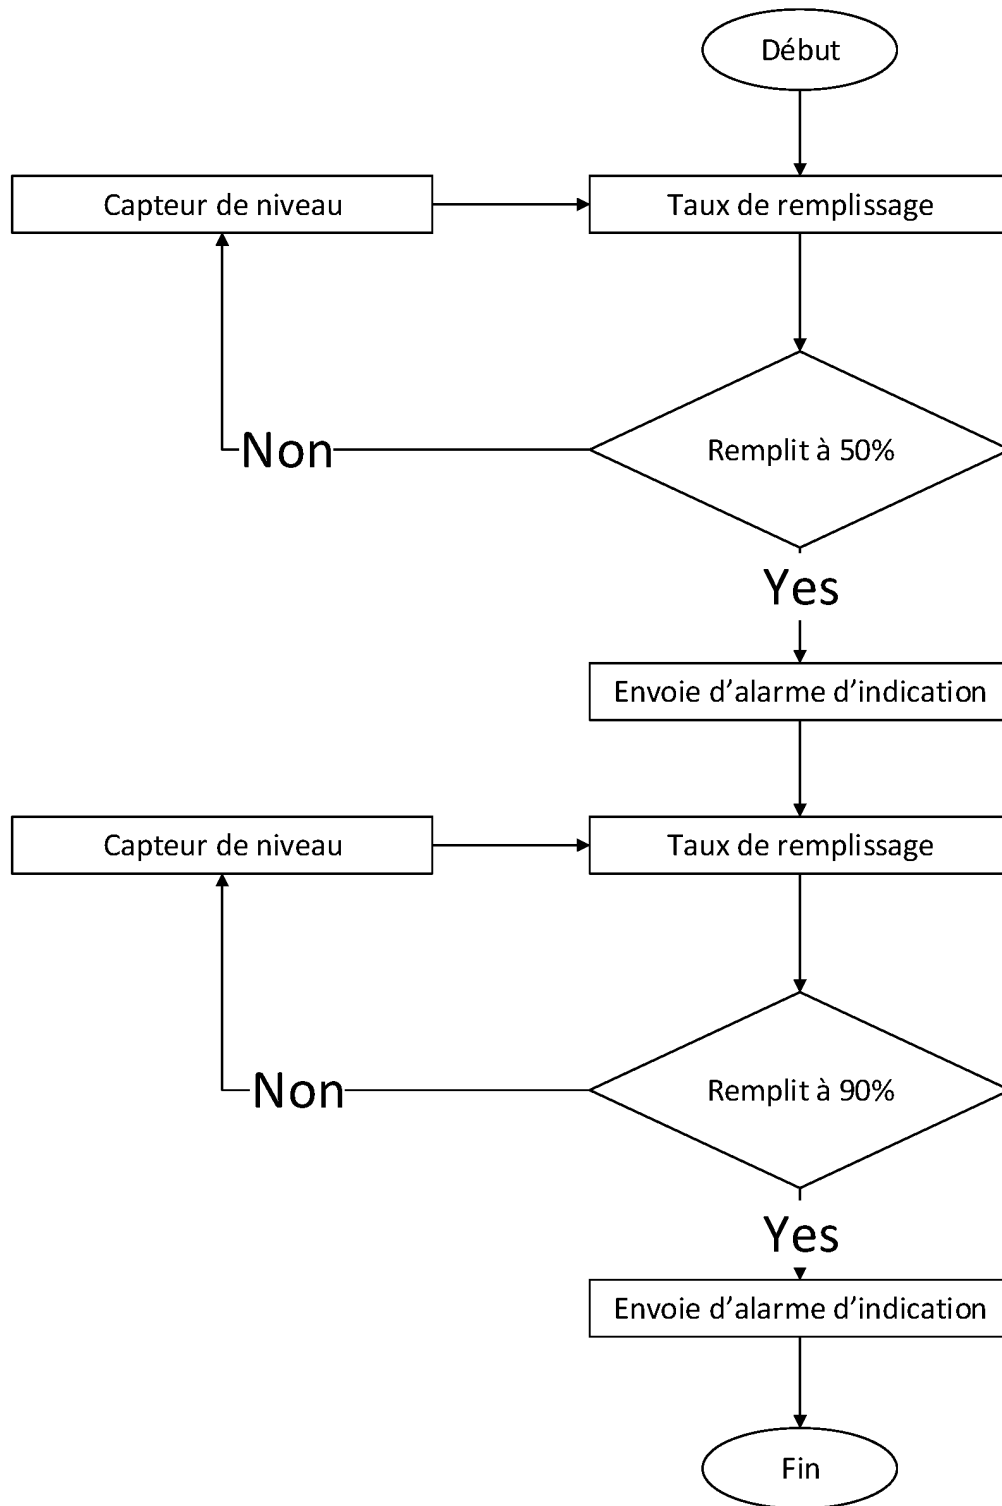 Début
Capteur de niveau
Taux de remplissage
Non
Remplit à 50%
Yes
Envoie d’alarme d’indication
Capteur de niveau
Taux de remplissage
Non
Remplit à 90%
Yes
Envoie d’alarme d’indication
Fin